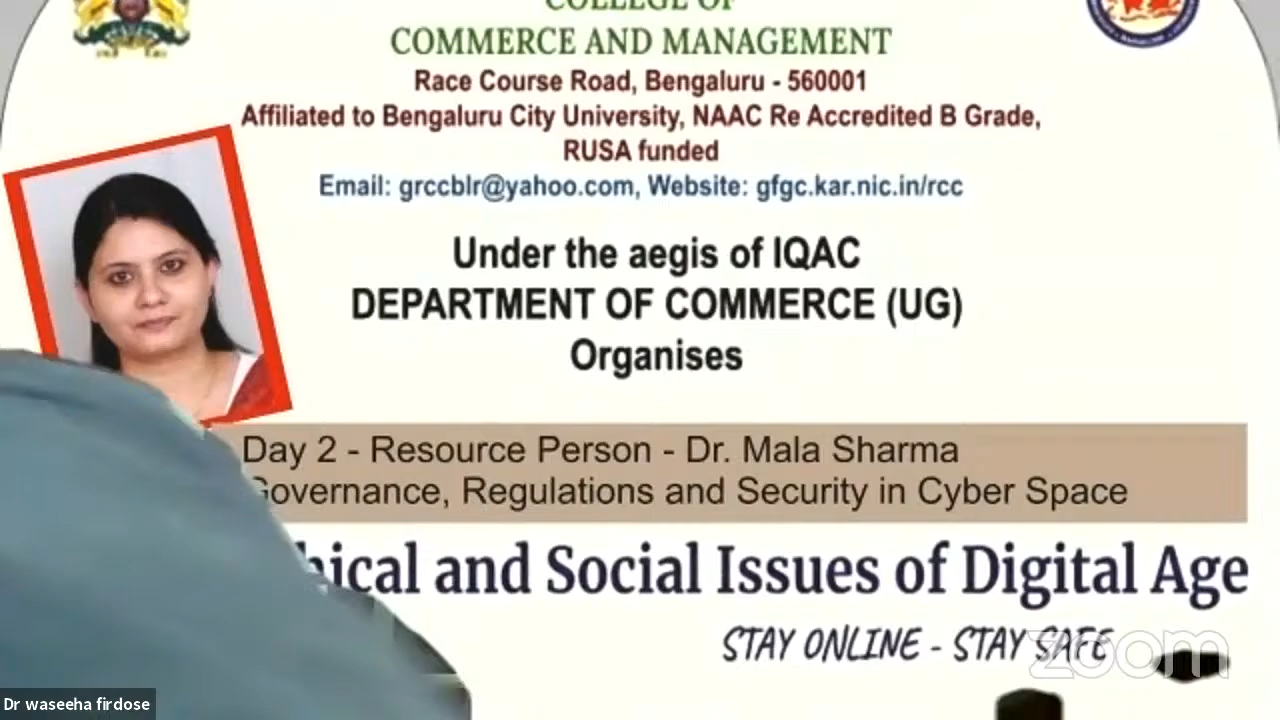 COLLEGE OF
COMMERCE AND MANAGEMENT
Race Course Road, Bengaluru - 560001
Affiliated to Bengaluru City University, NAAC Re Accredited B Grade,
RUSA funded
Email: grccblr@yahoo.com, Website: gfgc.kar.nic.in/rcc
Under the aegis of IQAC
DEPARTMENT OF COMMERCE (UG)
Organises
Day 2 - Resource Person - Dr. Mala Sharma
Governance, Regulations and Security in Cyber Space
hical and Social Issues of Digital Age
STAY ONLINE - STAY SAFE
zoom
Dr waseeha firdose